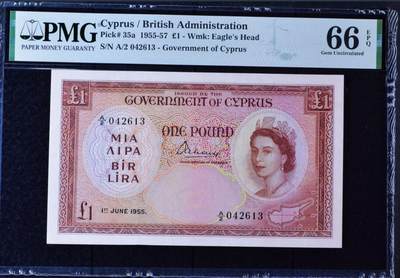 PMG
PAPER MONEY GUARANTY
Cyprus / British Administration
Pick# 35a 1955-57 £1 - Wmk: Eagle's Head
S/N A/2 042613 - Government of Cyprus
66 EPQ
Gem Uncirculated
ISSUED BY THE
GOVERNMENT OF CYPRUS
£1
£1
A/2 042613
ONE POUND
ΜΙΑ
ΛΙΡΑ
BİR
LİRA
£1
1ST JUNE 1955.
A/2 042613